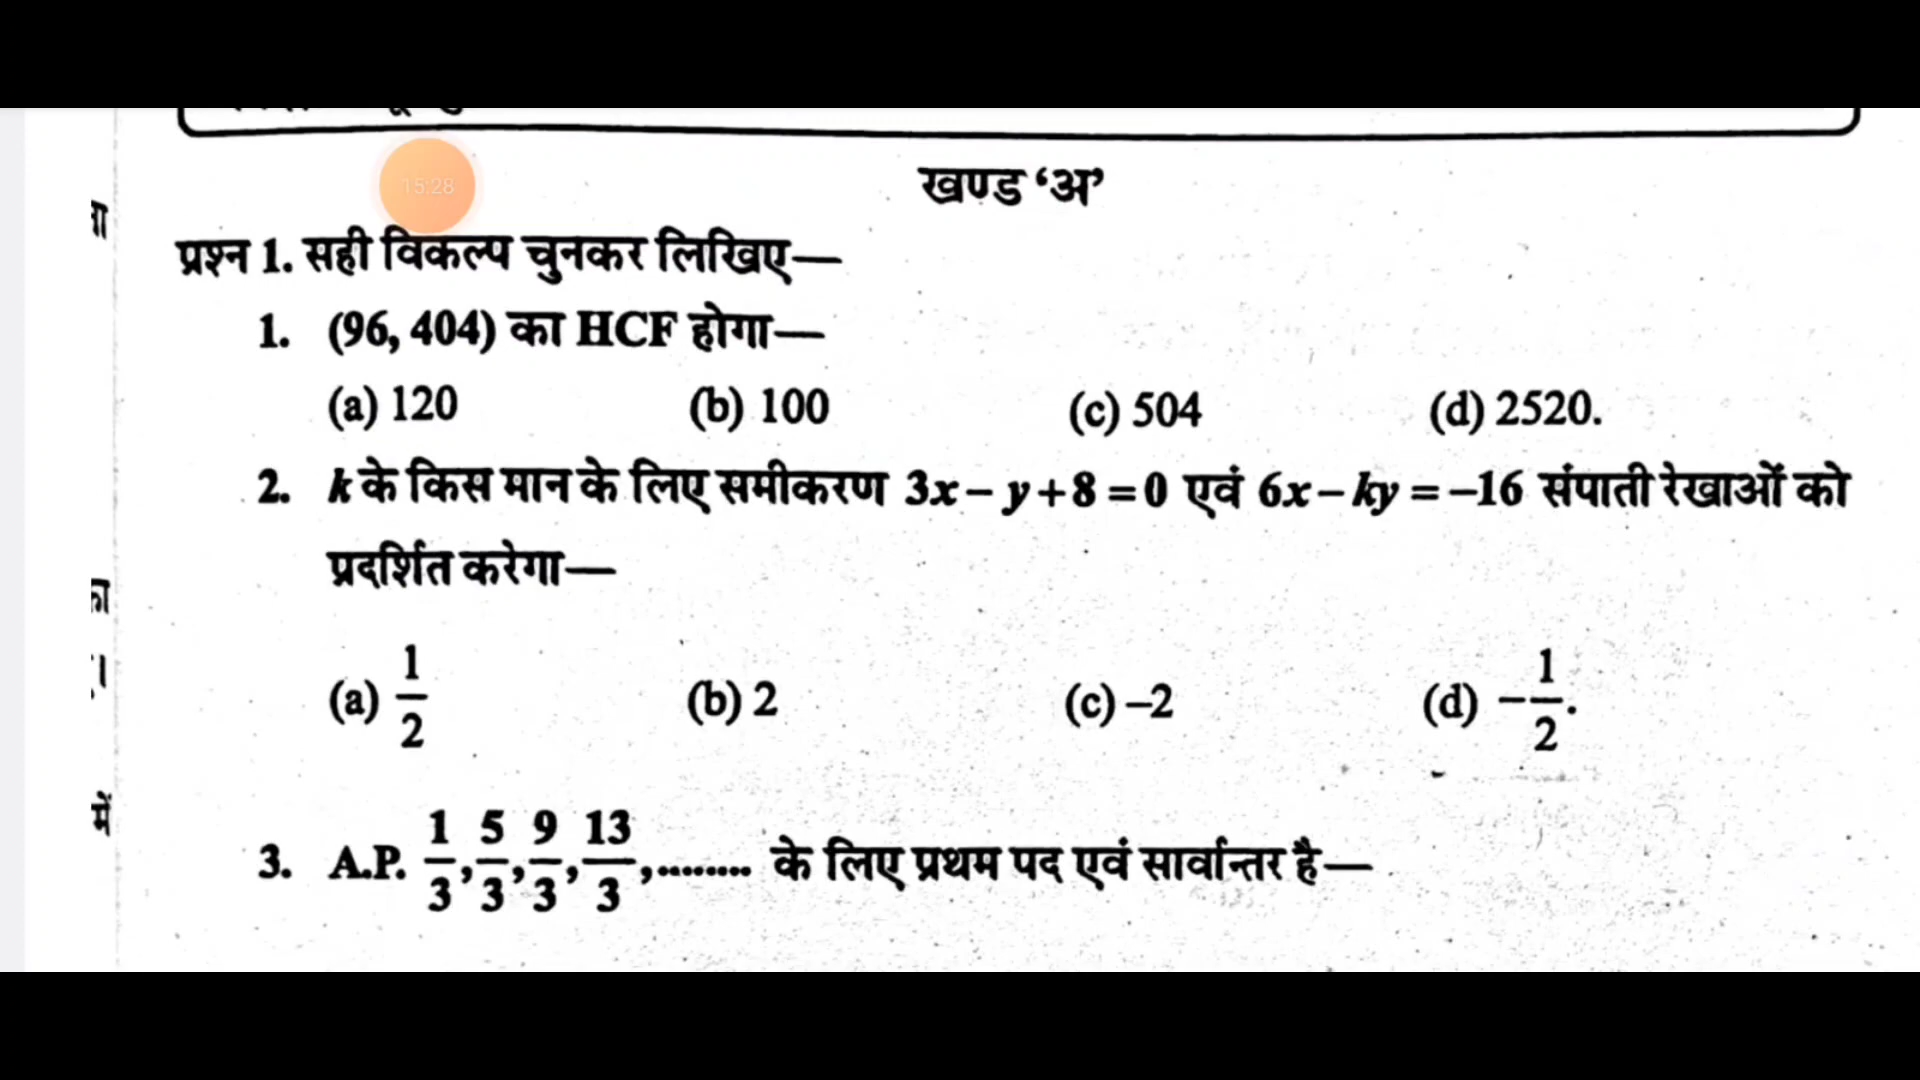 15:28
खण्ड ‘अ’
प्रश्न 1. सही विकल्प चुनकर लिखिए—
1. (96, 404) का HCF होगा—
(a) 120 (b) 100 (c) 504 (d) 2520.
2. k के किस मान के लिए समीकरण 3x – y + 8 = 0 एवं 6x – ky = –16 संपाती रेखाओं को
प्रदर्शित करेगा—
(a) 1/2 (b) 2 (c) –2 (d) –1/2.
3. A.P. 1/3, 5/3, 9/3, 13/3, ........ के लिए प्रथम पद एवं सार्वान्तर है—
में